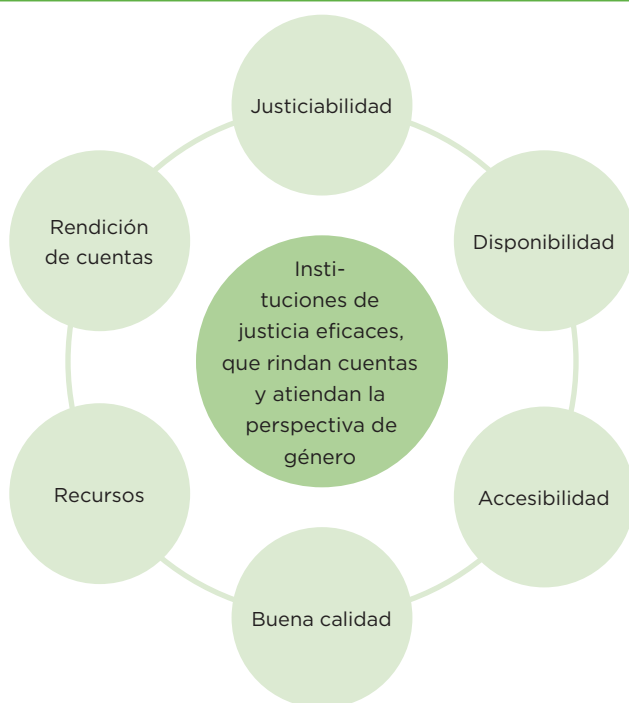 Justiciabilidad
Rendición
de cuentas
Disponibilidad
Insti-
tuciones de
justicia eficaces,
que rindan cuentas
y atiendan la
perspectiva de
género
Recursos
Accesibilidad
Buena calidad